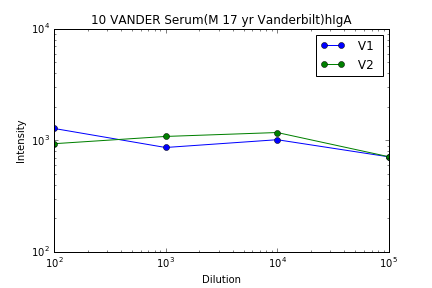 10 VANDER Serum(M 17 yr Vanderbilt)hIgA
V1
V2
Intensity
10^4
10^3
10^2
10^2 10^3 10^4 10^5
Dilution